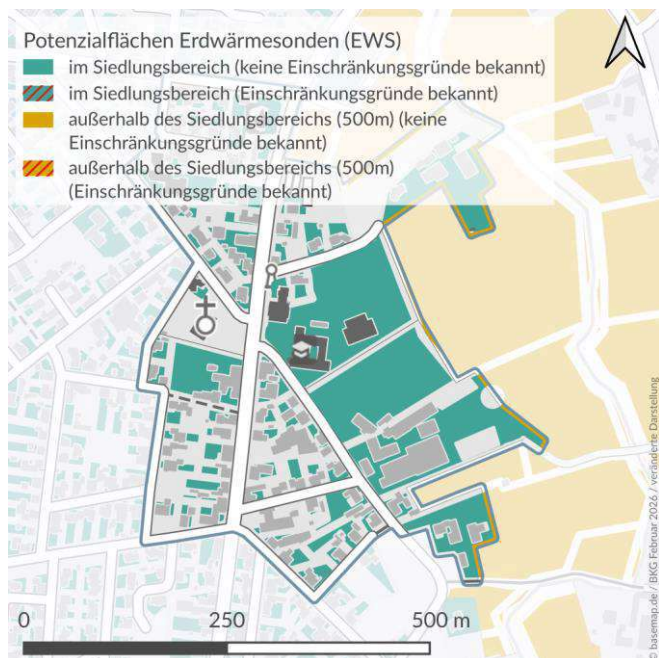 Potenzialflächen Erdwärmesonden (EWS)
im Siedlungsbereich (keine Einschränkungsgründe bekannt)
im Siedlungsbereich (Einschränkungsgründe bekannt)
außerhalb des Siedlungsbereichs (500m) (keine
Einschränkungsgründe bekannt)
außerhalb des Siedlungsbereichs (500m)
(Einschränkungsgründe bekannt)
© basemap.de / BKG Februar 2026 / veränderte Darstellung
0 250 500 m